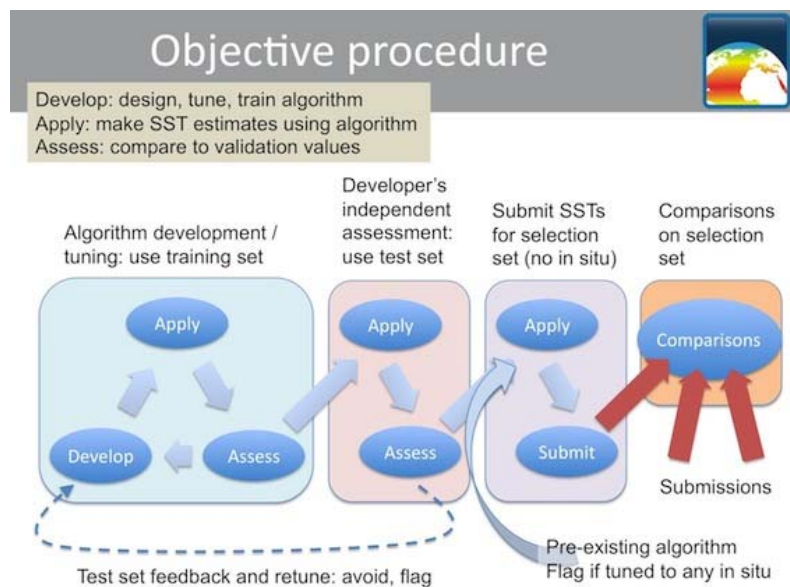 Objective procedure
Develop: design, tune, train algorithm
Apply: make SST estimates using algorithm
Assess: compare to validation values
Algorithm development /
tuning: use training set
Developer's
independent
assessment:
use test set
Submit SSTs
for selection
set (no in situ)
Comparisons
on selection
set
Apply
Develop
Assess
Apply
Assess
Apply
Submit
Comparisons
Submissions
Test set feedback and retune: avoid, flag
Pre-existing algorithm
Flag if tuned to any in situ